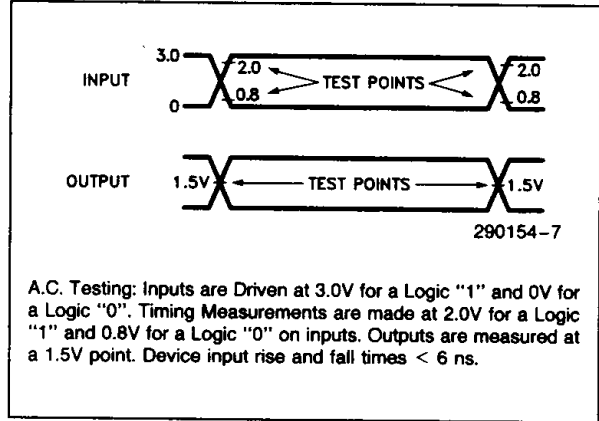 3.0
INPUT
2.0
TEST POINTS
2.0
0.8
0.8
0
OUTPUT
1.5V
TEST POINTS
1.5V
290154-7
A.C. Testing: Inputs are Driven at 3.0V for a Logic "1" and 0V for
a Logic "0". Timing Measurements are made at 2.0V for a Logic
"1" and 0.8V for a Logic "0" on inputs. Outputs are measured at
a 1.5V point. Device input rise and fall times < 6 ns.